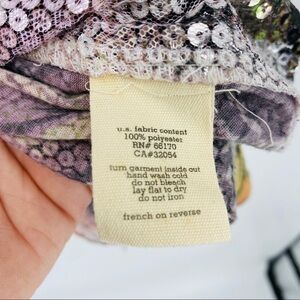 u.s. fabric content
100% polyester
RN# 66170
CA#32054
turn garment inside out
hand wash cold
do not bleach
lay flat to dry
do not iron
french on reverse